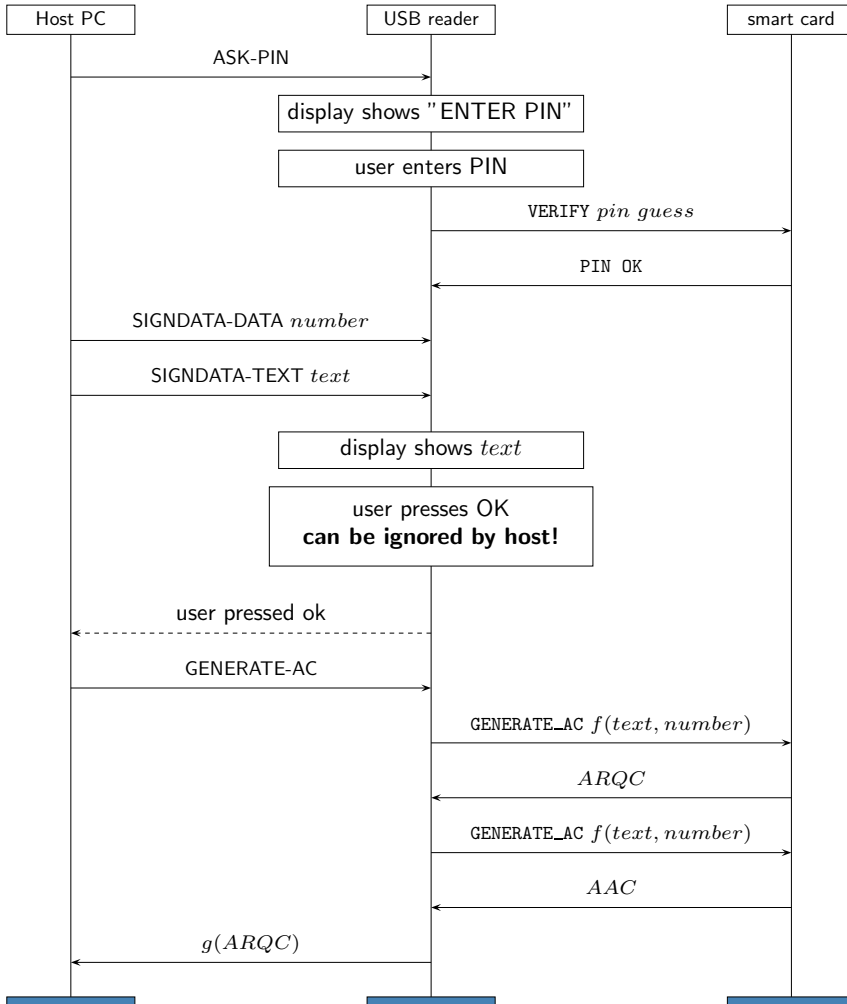 Host PC
USB reader
smart card
ASK-PIN
display shows ”ENTER PIN”
user enters PIN
VERIFY pin guess
PIN OK
SIGNDATA-DATA number
SIGNDATA-TEXT text
display shows text
user presses OK
can be ignored by host!
user pressed ok
GENERATE-AC
GENERATE_AC f(text, number)
ARQC
GENERATE_AC f(text, number)
AAC
g(ARQC)